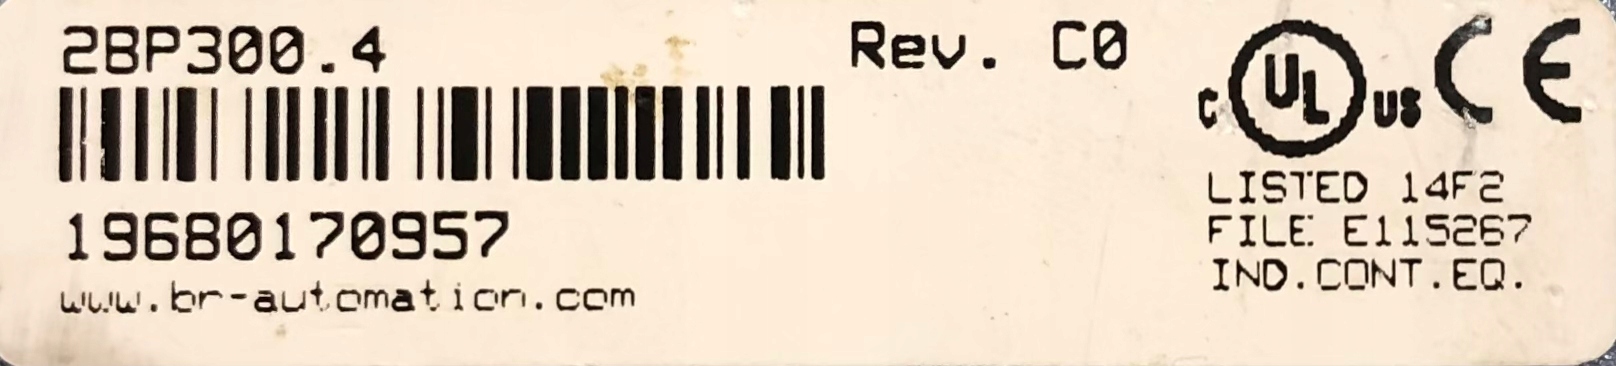 2BP300.4 Rev. C0
19680170957
www.br-automation.com
C UL US CE
LISTED 14F2
FILE: E115267
IND.CONT.EQ.